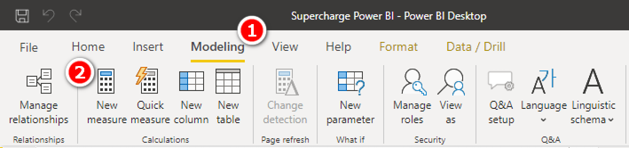 Supercharge Power BI - Power BI Desktop
1
File Home Insert Modeling View Help Format Data / Drill
2
Manage relationships
New measure
Quick measure
New column
New table
Change detection
New parameter
Manage roles
View as
Q&A setup
Language
Linguistic schema
Relationships Calculations Page refresh What if Security Q&A